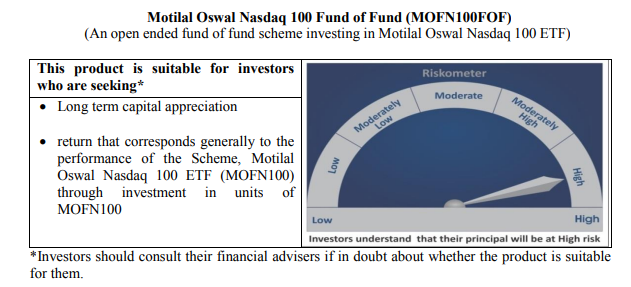 Motilal Oswal Nasdaq 100 Fund of Fund (MOFN100FOF)
(An open ended fund of fund scheme investing in Motilal Oswal Nasdaq 100 ETF)
This product is suitable for investors
who are seeking*
• Long term capital appreciation
• return that corresponds generally to the
performance of the Scheme, Motilal
Oswal Nasdaq 100 ETF (MOFN100)
through investment in units of
MOFN100
Riskometer
Low
Moderately
Low
Moderate
Moderately
High
High
Low
High
Investors understand that their principal will be at High risk
*Investors should consult their financial advisers if in doubt about whether the product is suitable
for them.